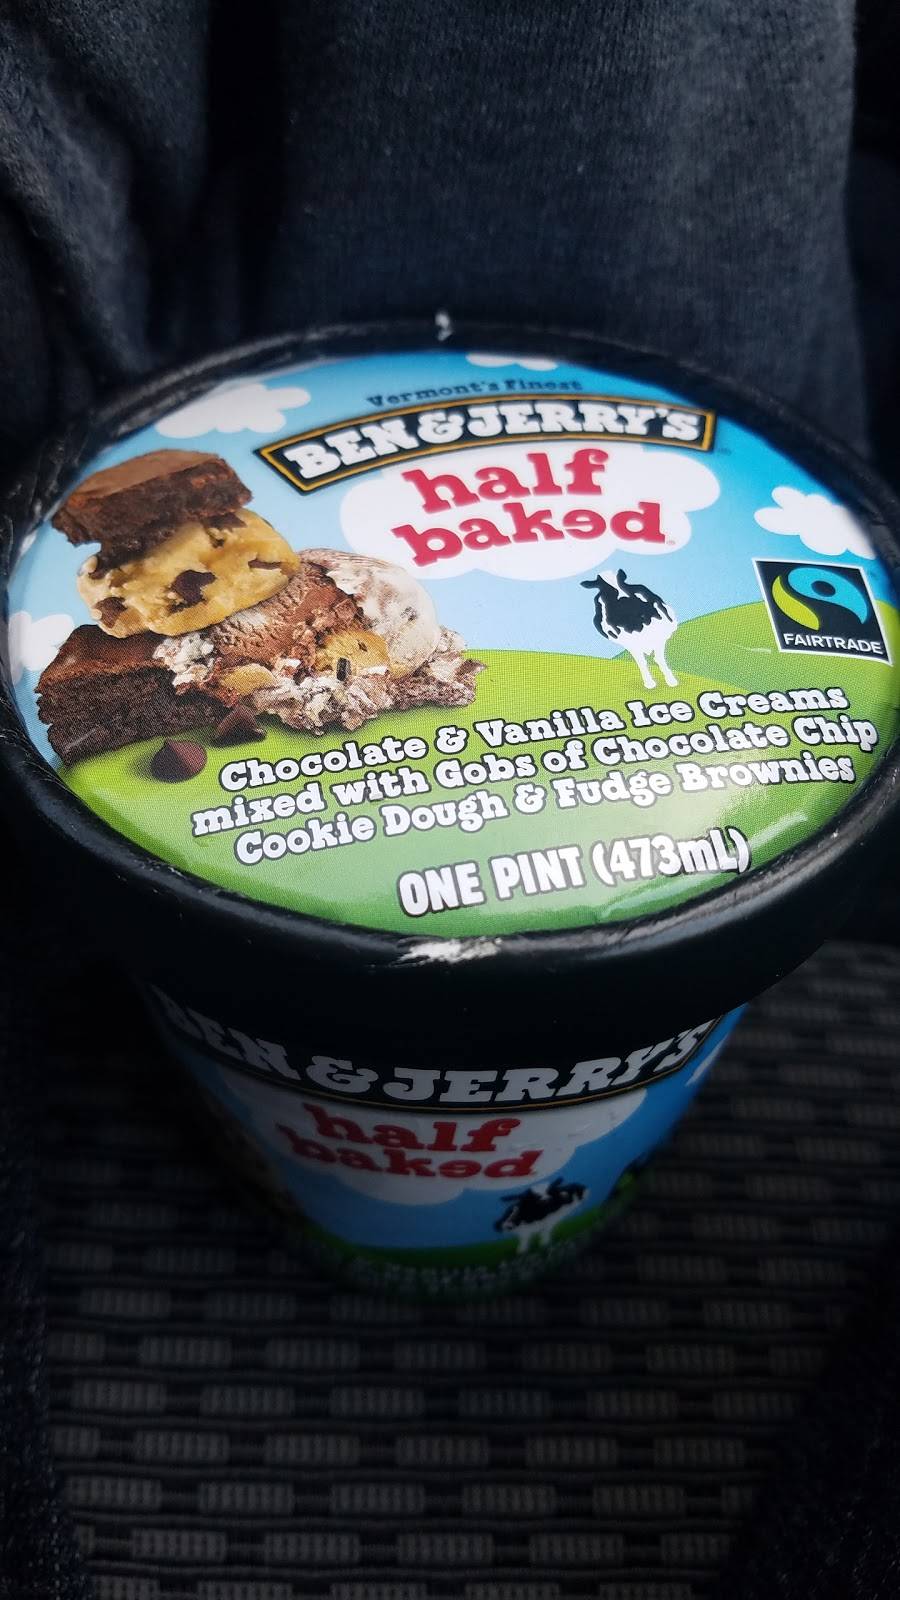 Vermont's Finest
BEN & JERRY'S
half
baked
FAIRTRADE
Chocolate & Vanilla Ice Creams
mixed with Gobs of Chocolate Chip
Cookie Dough & Fudge Brownies
ONE PINT (473mL)
BEN & JERRY'S
half
baked